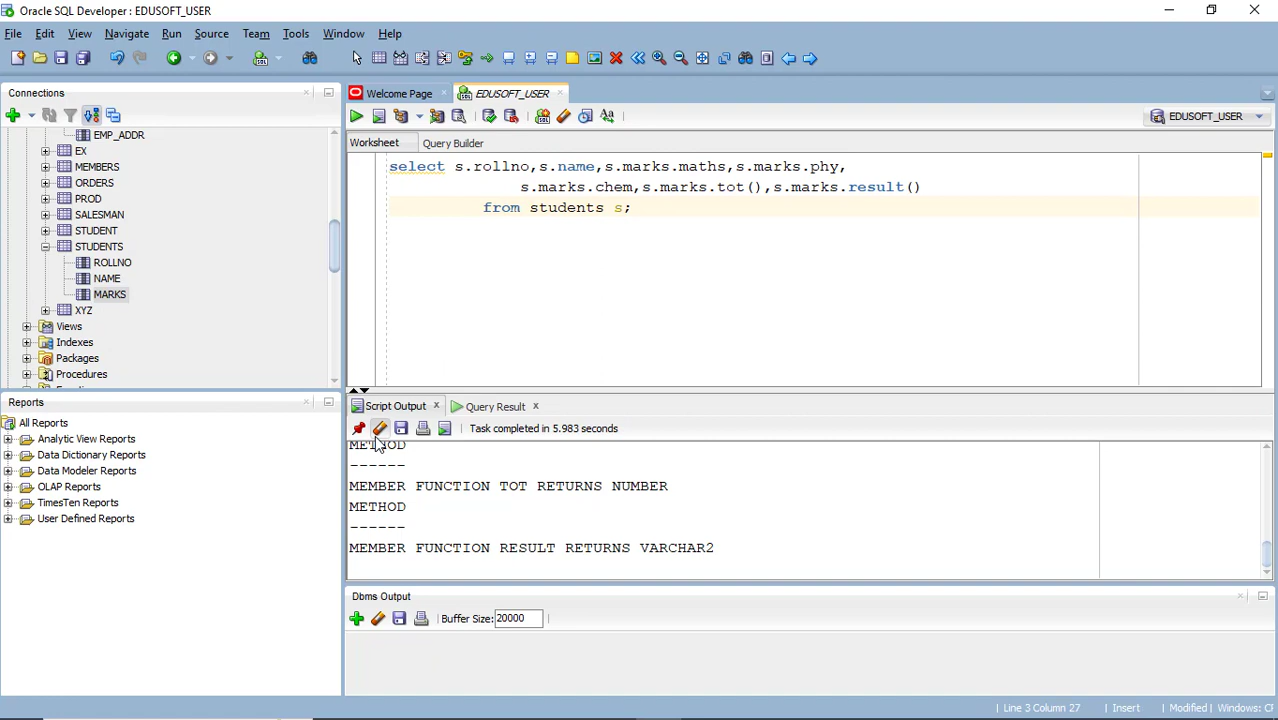 Oracle SQL Developer : EDUSOFT_USER
File Edit View Navigate Run Source Team Tools Window Help
Connections
EMP_ADDR
EX
MEMBERS
ORDERS
PROD
SALESMAN
STUDENT
STUDENTS
ROLLNO
NAME
MARKS
XYZ
Views
Indexes
Packages
Procedures
Reports
All Reports
Analytic View Reports
Data Dictionary Reports
Data Modeler Reports
OLAP Reports
TimesTen Reports
User Defined Reports
Welcome Page
EDUSOFT_USER
EDUSOFT_USER
Worksheet Query Builder
select s.rollno,s.name,s.marks.maths,s.marks.phy,
s.marks.chem,s.marks.tot(),s.marks.result()
from students s;
Script Output Query Result
Task completed in 5.983 seconds
METHOD
------
MEMBER FUNCTION TOT RETURNS NUMBER
METHOD
------
MEMBER FUNCTION RESULT RETURNS VARCHAR2
Dbms Output
Buffer Size: 20000
Line 3 Column 27 Insert Modified Windows: CF